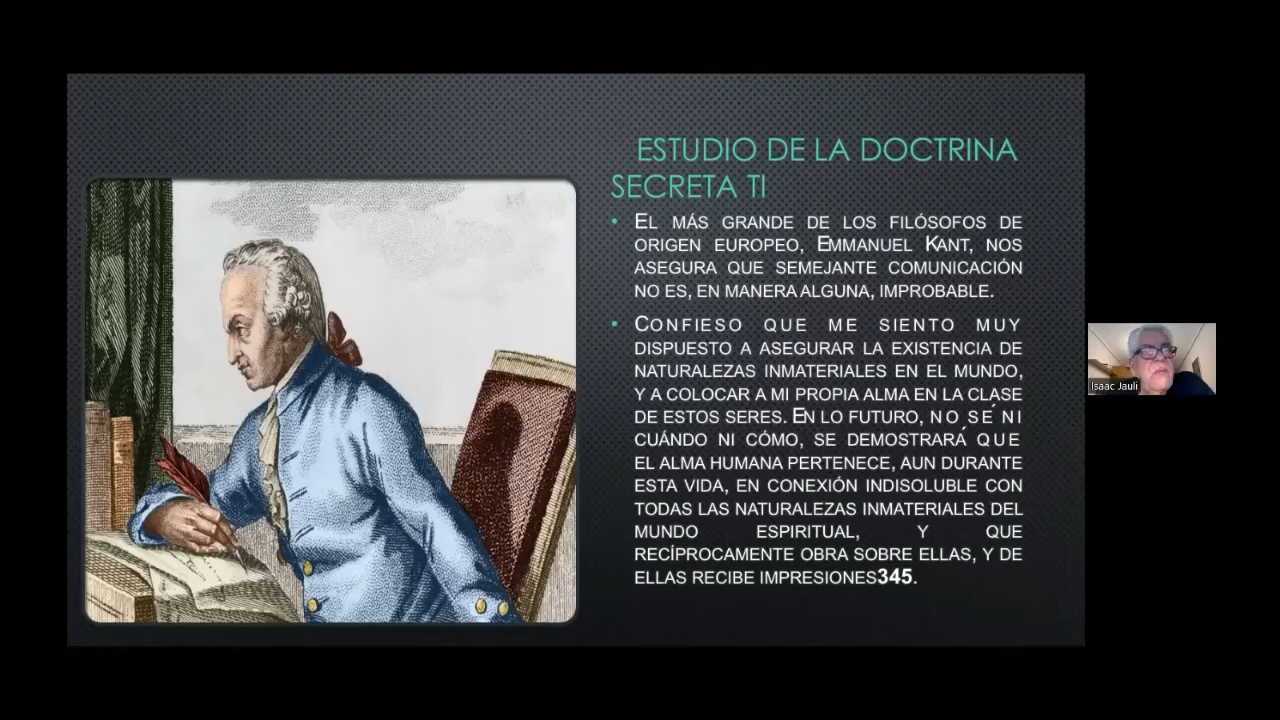 ESTUDIO DE LA DOCTRINA
SECRETA TI
• EL MÁS GRANDE DE LOS FILÓSOFOS DE
ORIGEN EUROPEO, EMMANUEL KANT, NOS
ASEGURA QUE SEMEJANTE COMUNICACIÓN
NO ES, EN MANERA ALGUNA, IMPROBABLE.
• CONFIESO QUE ME SIENTO MUY
DISPUESTO A ASEGURAR LA EXISTENCIA DE
NATURALEZAS INMATERIALES EN EL MUNDO,
Y A COLOCAR A MI PROPIA ALMA EN LA CLASE
DE ESTOS SERES. EN LO FUTURO, NO SÉ NI
CUÁNDO NI CÓMO, SE DEMOSTRARÁ QUE
EL ALMA HUMANA PERTENECE, AUN DURANTE
ESTA VIDA, EN CONEXIÓN INDISOLUBLE CON
TODAS LAS NATURALEZAS INMATERIALES DEL
MUNDO ESPIRITUAL, Y QUE
RECÍPROCAMENTE OBRA SOBRE ELLAS, Y DE
ELLAS RECIBE IMPRESIONES345.
Isaac Jauli